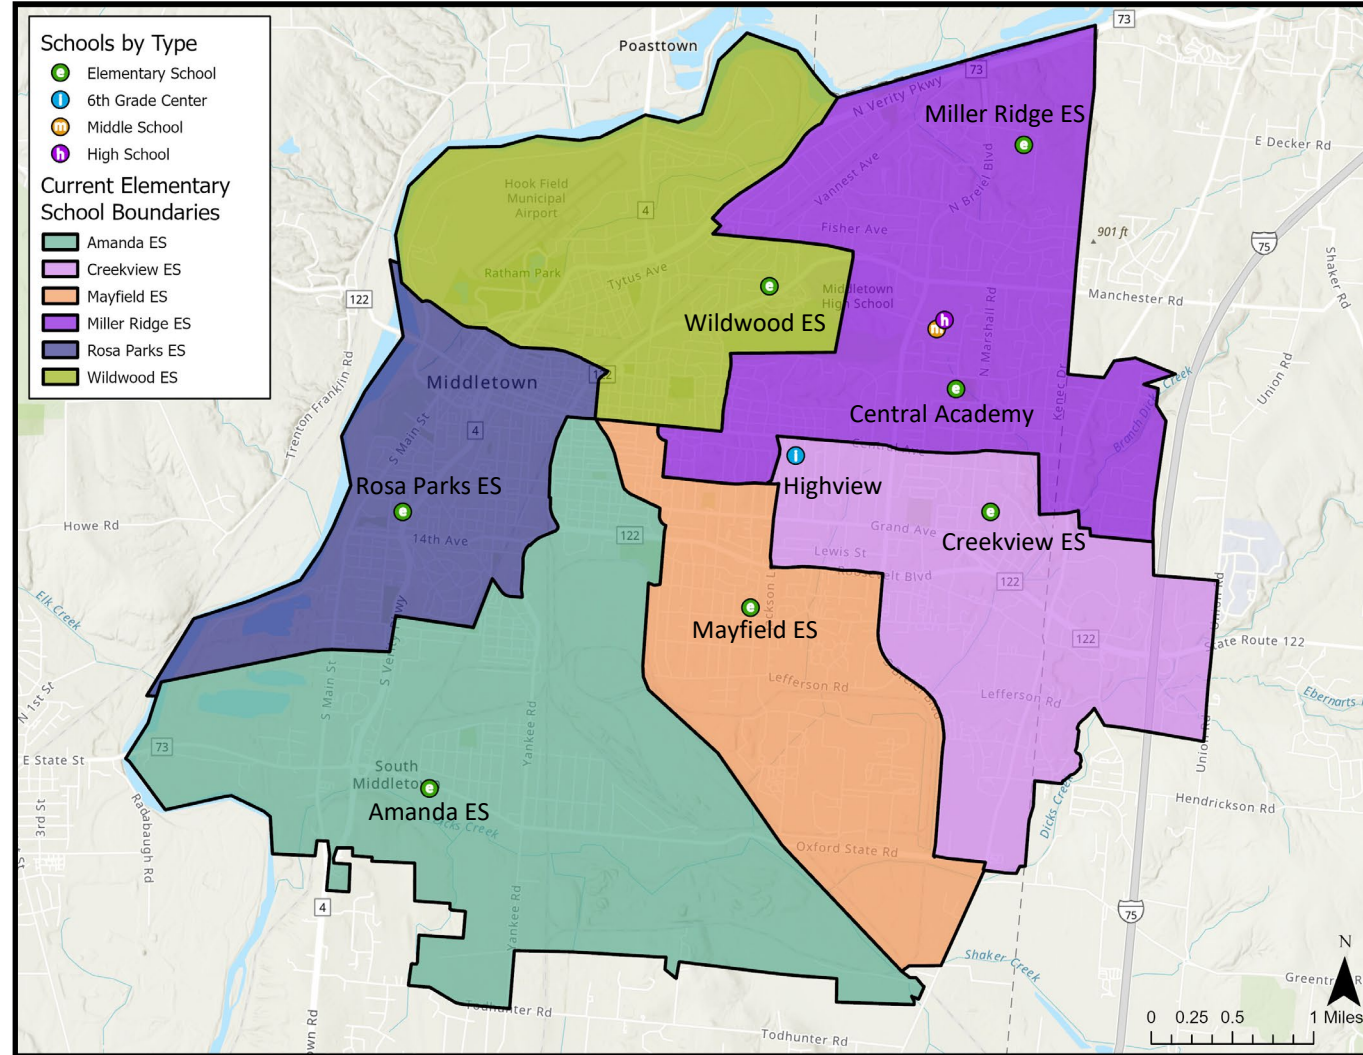 Schools by Type
e Elementary School
I 6th Grade Center
m Middle School
h High School
Current Elementary
School Boundaries
Amanda ES
Creekview ES
Mayfield ES
Miller Ridge ES
Rosa Parks ES
Wildwood ES
Poasttown
73
73
N Verity Pkwy
Miller Ridge ES
e
E Decker Rd
Vannest Ave
N Breiel Blvd
Hook Field
Municipal
Airport
4
Fisher Ave
901 ft
75
Shaker Rd
Ratham Park
Tytus Ave
e
Middletown
High School
Manchester Rd
122
Wildwood ES
h
N Marshall Rd
Union Rd
Trenton Franklin Rd
Middletown
122
Kenec Dr
e
Central Academy
S Main St
4
Central Ave
I
Highview
Rosa Parks ES
e
14th Ave
Howe Rd
122
Grand Ave
e
Creekview ES
Lewis St
Roosevelt Blvd
122
Elk Creek
e
Mayfield ES
122
State Route 122
Union Rd
S Main St
Lefferson Rd
Lefferson Rd
N 1st St
Yankee Rd
Union Rd
73
E State St
South
e
Amanda ES
Radabaugh Rd
3rd St
Dicks Creek
Hendrickson Rd
Oxford State Rd
4
Yankee Rd
75
Shaker Creek
N
Todhunter Rd
Todhunter Rd
0 0.25 0.5 1 Miles